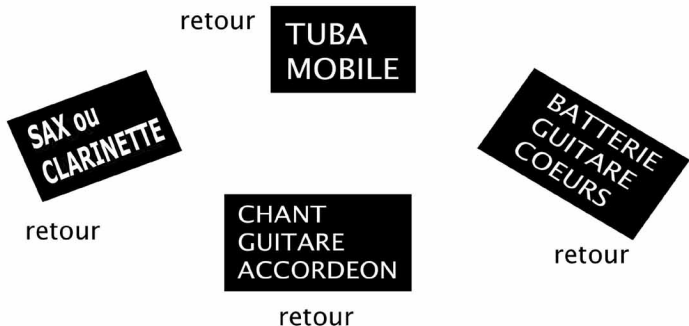 retour
TUBA
MOBILE
SAX ou
CLARINETTE
retour
BATTERIE
GUITARE
COEURS
retour
CHANT
GUITARE
ACCORDEON
retour